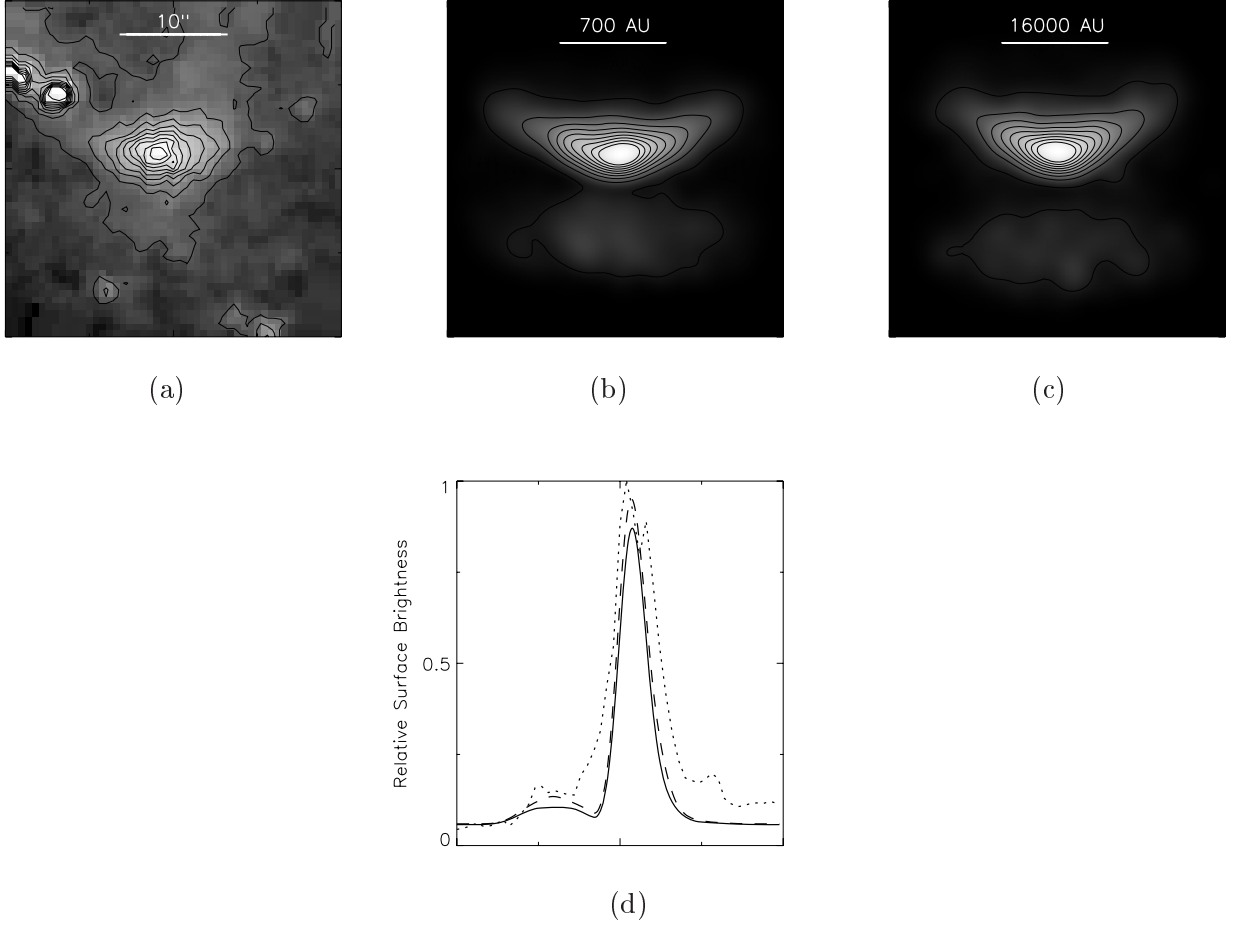 10"
700 AU
16000 AU
(a)
(b)
(c)
Relative Surface Brightness
1
0.5
0
(d)